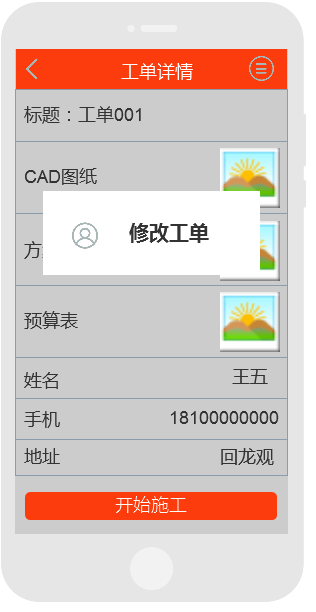 工单详情
标题：工单001
CAD图纸
修改工单
方
预算表
姓名 王五
手机 18100000000
地址 回龙观
开始施工